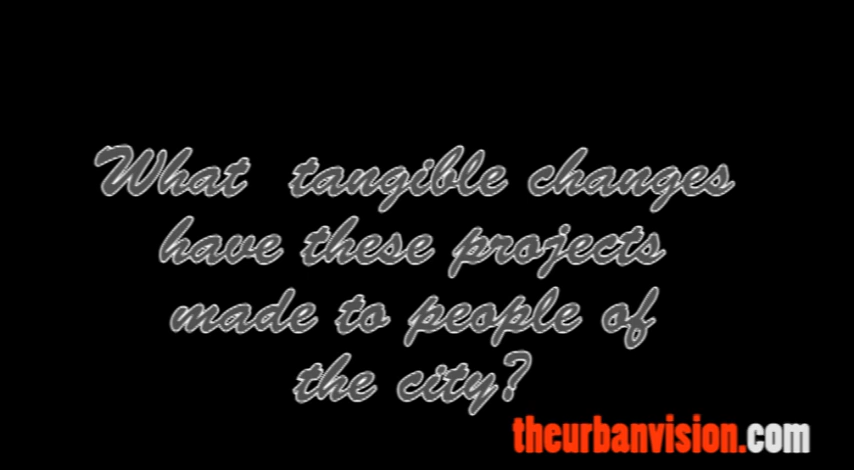 What tangible changes
have these projects
made to people of
the city?
theurbanvision.com